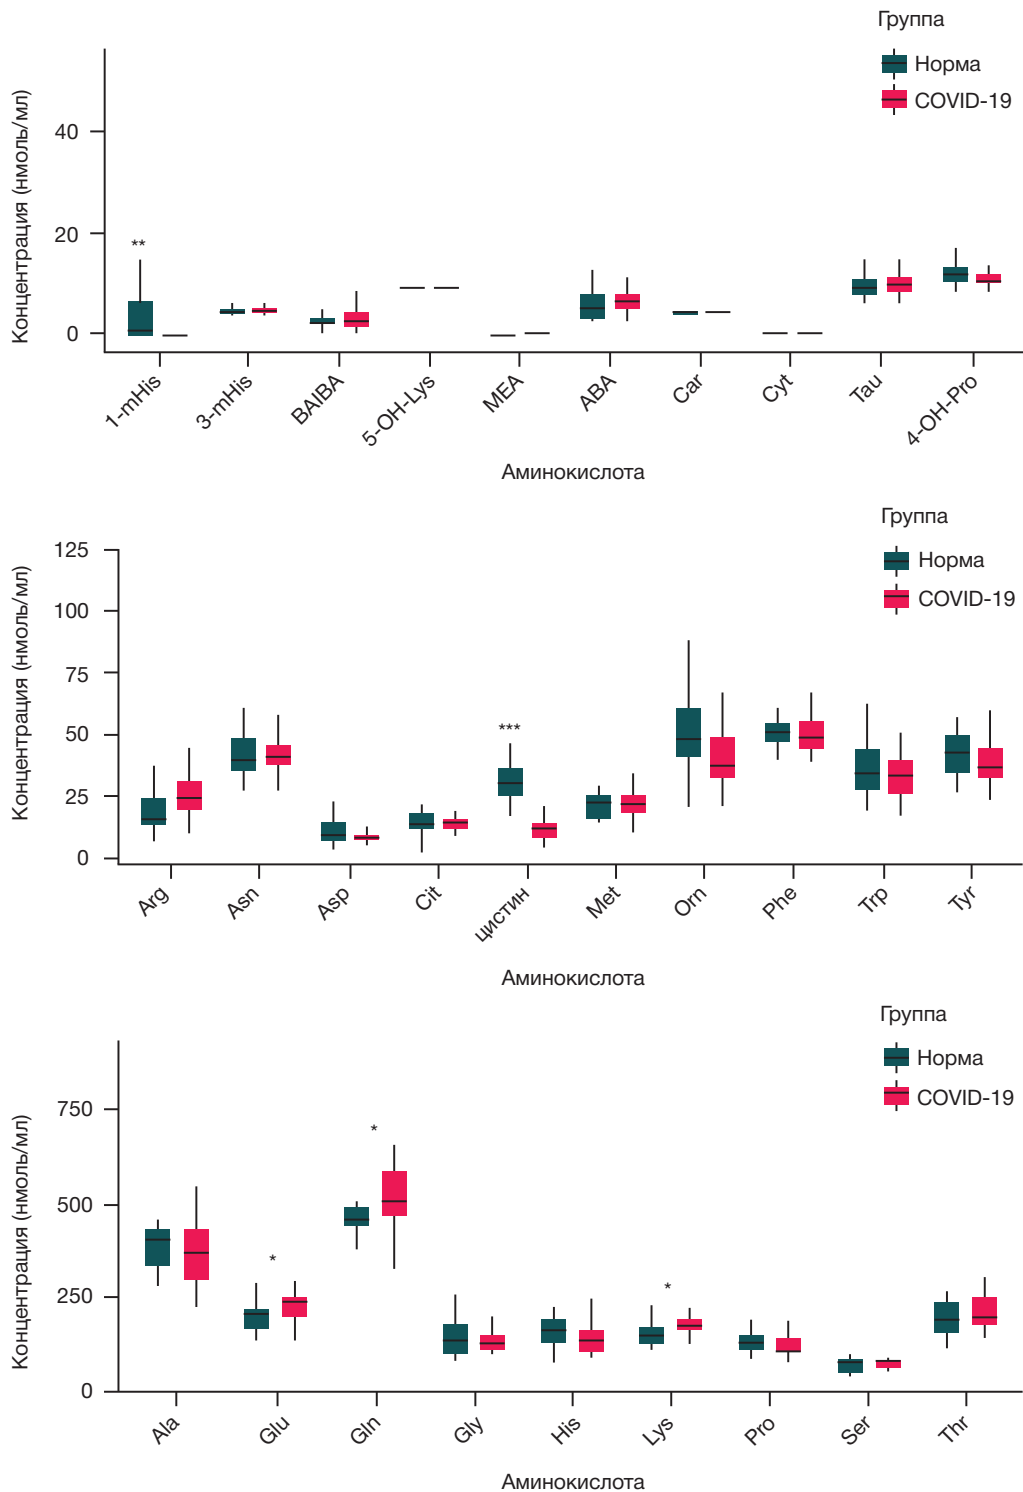 Группа
Норма
COVID-19
Концентрация (нмоль/мл)
40
20
0
**
1-mHis
3-mHis
BAIBA
5-OH-Lys
MEA
ABA
Car
Cyt
Tau
4-OH-Pro
Аминокислота
Группа
Норма
COVID-19
Концентрация (нмоль/мл)
125
100
75
50
25
0
***
Arg
Asn
Asp
Cit
цистин
Met
Orn
Phe
Trp
Tyr
Аминокислота
Группа
Норма
COVID-19
Концентрация (нмоль/мл)
750
500
250
0
*
*
*
Ala
Glu
Gln
Gly
His
Lys
Pro
Ser
Thr
Аминокислота